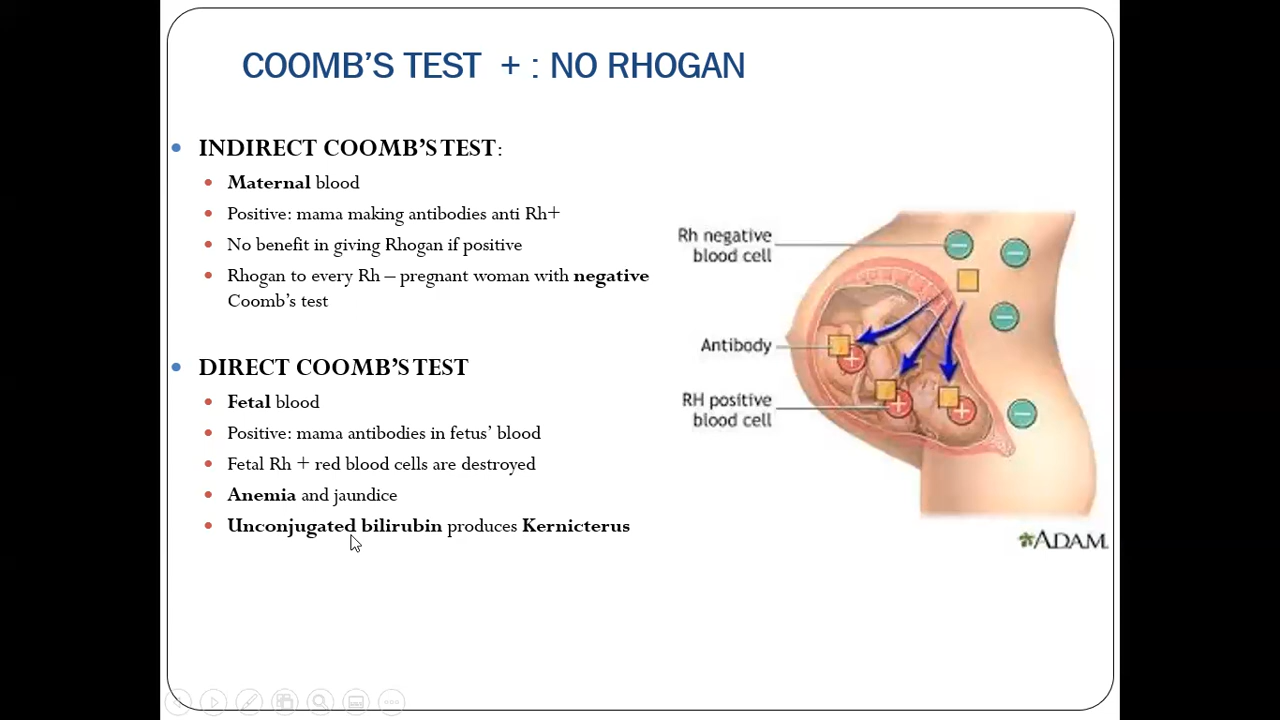 COOMB'S TEST + : NO RHOGAN
INDIRECT COOMB'S TEST:
Maternal blood
Positive: mama making antibodies anti Rh+
No benefit in giving Rhogan if positive
Rhogan to every Rh – pregnant woman with negative
Coomb's test
DIRECT COOMB'S TEST
Fetal blood
Positive: mama antibodies in fetus' blood
Fetal Rh + red blood cells are destroyed
Anemia and jaundice
Unconjugated bilirubin produces Kernicterus
Rh negative
blood cell
Antibody
RH positive
blood cell
ADAM.